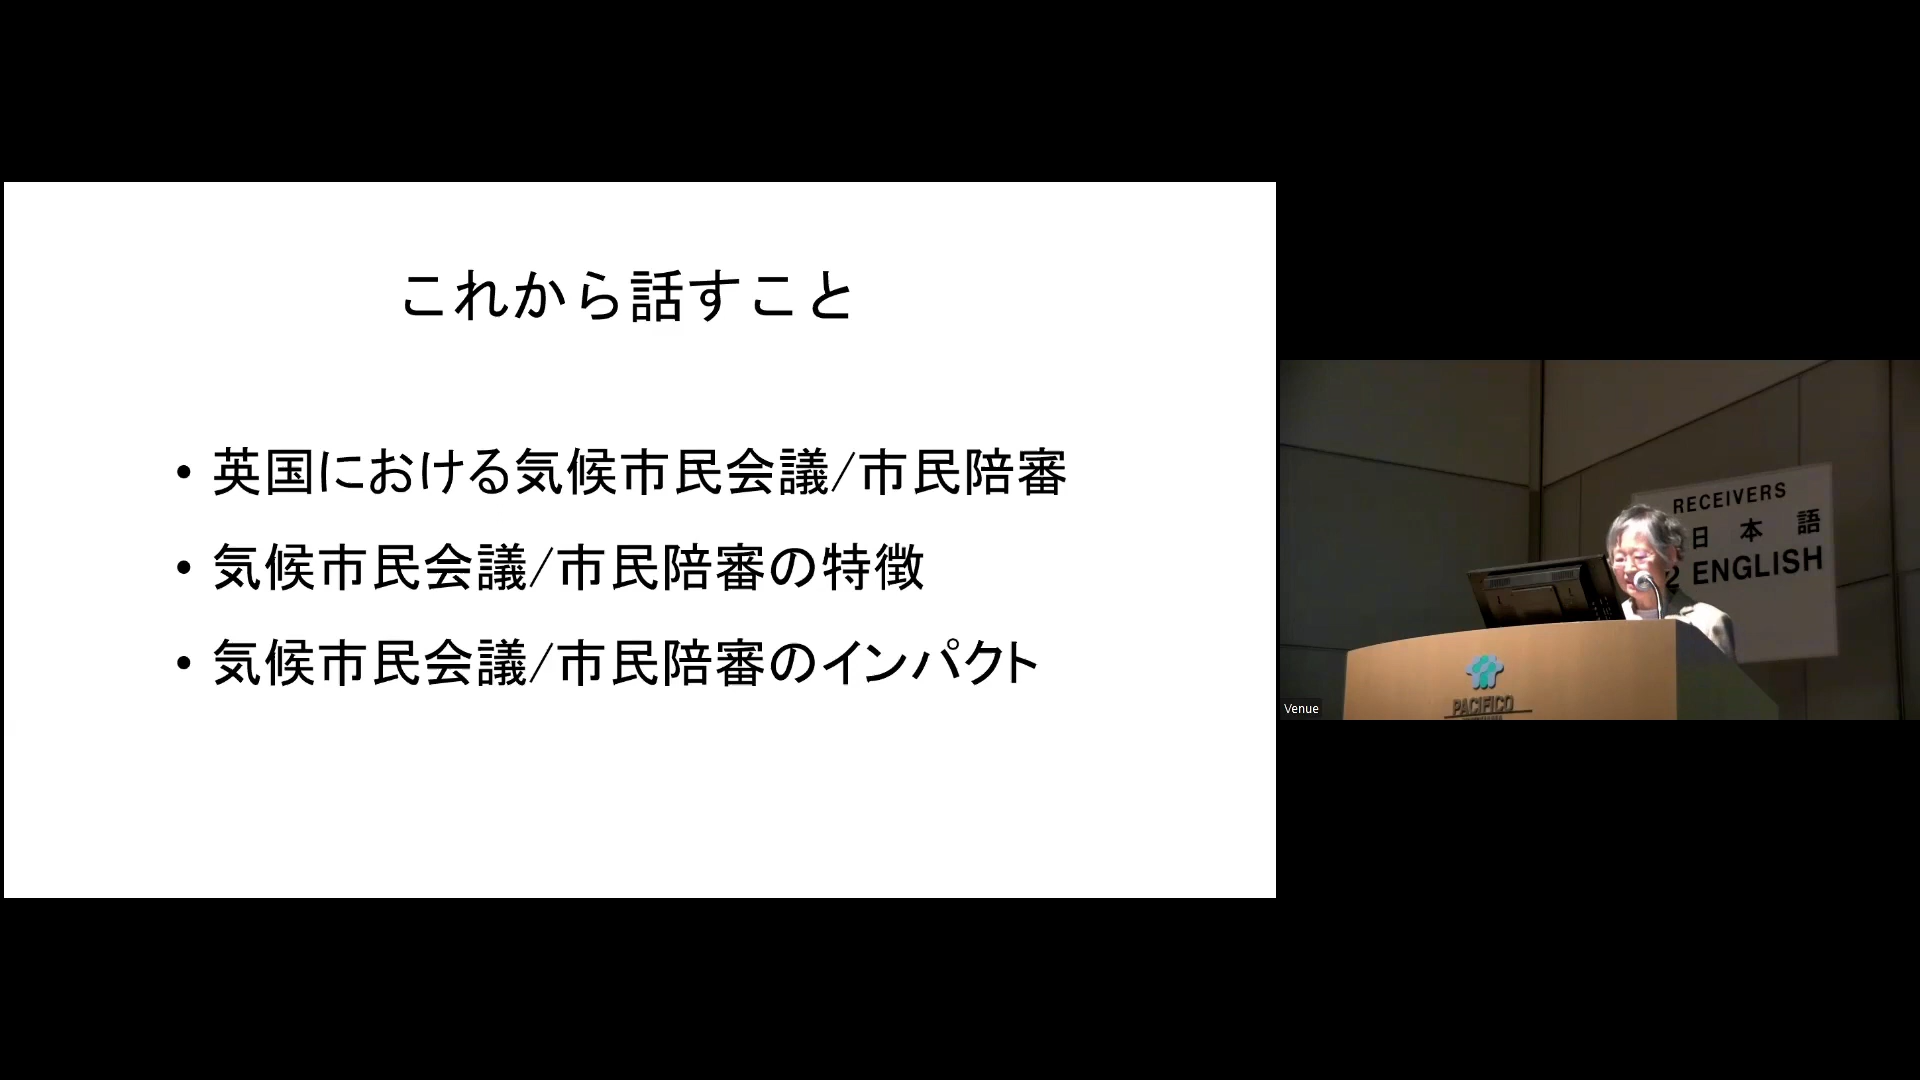 これから話すこと
• 英国における気候市民会議/市民陪審
• 気候市民会議/市民陪審の特徴
• 気候市民会議/市民陪審のインパクト
RECEIVERS
日 本 語
2 ENGLISH
PACIFICO
Venue